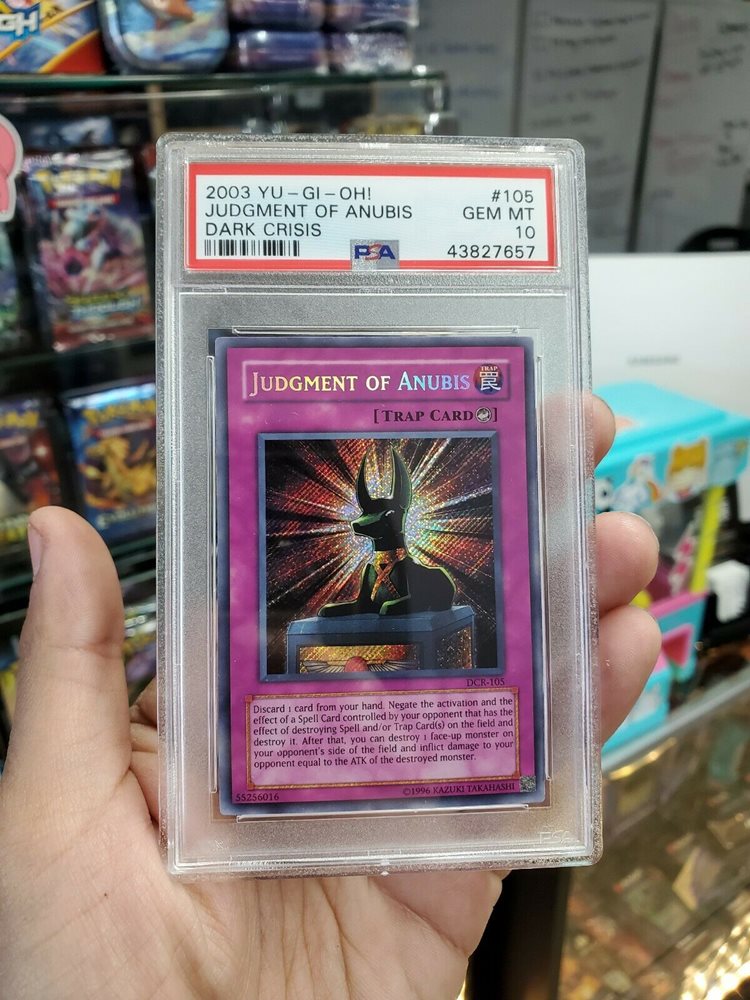 GH
2003 YU-GI-OH! #105
JUDGMENT OF ANUBIS GEM MT
DARK CRISIS 10
PSA 43827657
JUDGMENT OF ANUBIS TRAP 罠
[TRAP CARD]
DCR-105
Discard 1 card from your hand. Negate the activation and the
effect of a Spell Card controlled by your opponent that has the
effect of destroying Spell and/or Trap Card(s) on the field and
destroy it. After that, you can destroy 1 face-up monster on
your opponent's side of the field and inflict damage to your
opponent equal to the ATK of the destroyed monster.
55256016 ©1996 KAZUKI TAKAHASHI
PSA
SAMSUNG